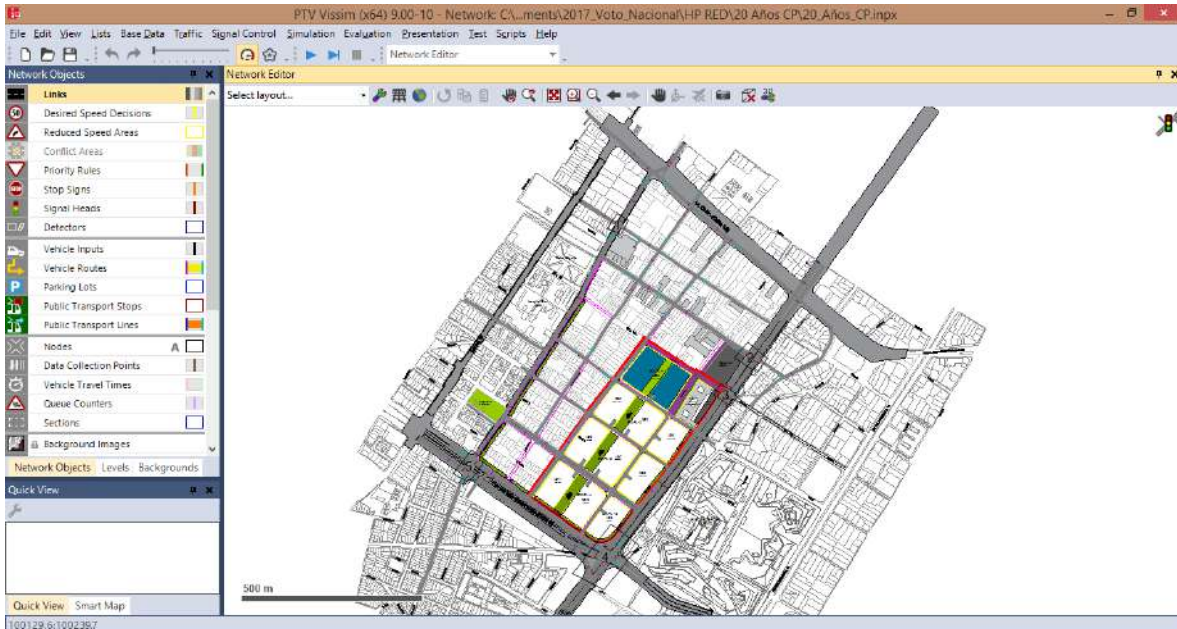 PTV Vissim (x64) 9.00-10 - Network: C:\...ments\2017_Voto_Nacional\HP RED\20 Años CP\20_Años_CP.inpx
File Edit View Lists Base Data Traffic Signal Control Simulation Evaluation Presentation Test Scripts Help
Network Editor
Network Objects
Network Editor
Select layout...
Links
Desired Speed Decisions
Reduced Speed Areas
Conflict Areas
Priority Rules
Stop Signs
Signal Heads
Detectors
Vehicle Inputs
Vehicle Routes
Parking Lots
Public Transport Stops
Public Transport Lines
Nodes A
Data Collection Points
Vehicle Travel Times
Queue Counters
Sections
Background Images
Network Objects Levels Backgrounds
Quick View
500 m
Quick View Smart Map
100129.6:100239.7